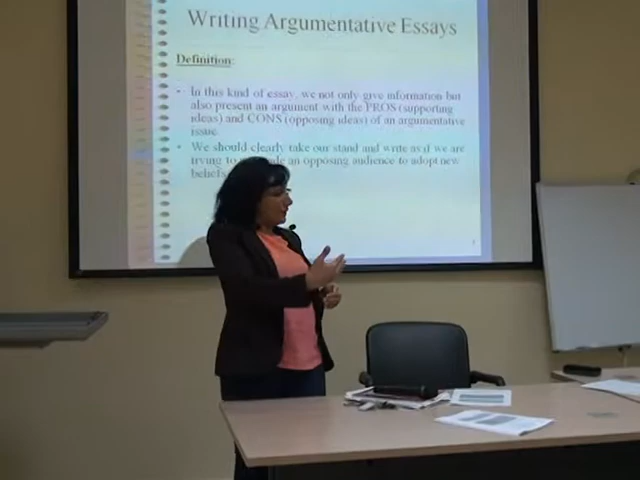 Writing Argumentative Essays
Definition:
• In this kind of essay, we not only give information but
also present an argument with the PROS (supporting
ideas) and CONS (opposing ideas) of an argumentative
issue.
• We should clearly take our stand and write as if we are
trying to an opposing audience to adopt new
beliefs